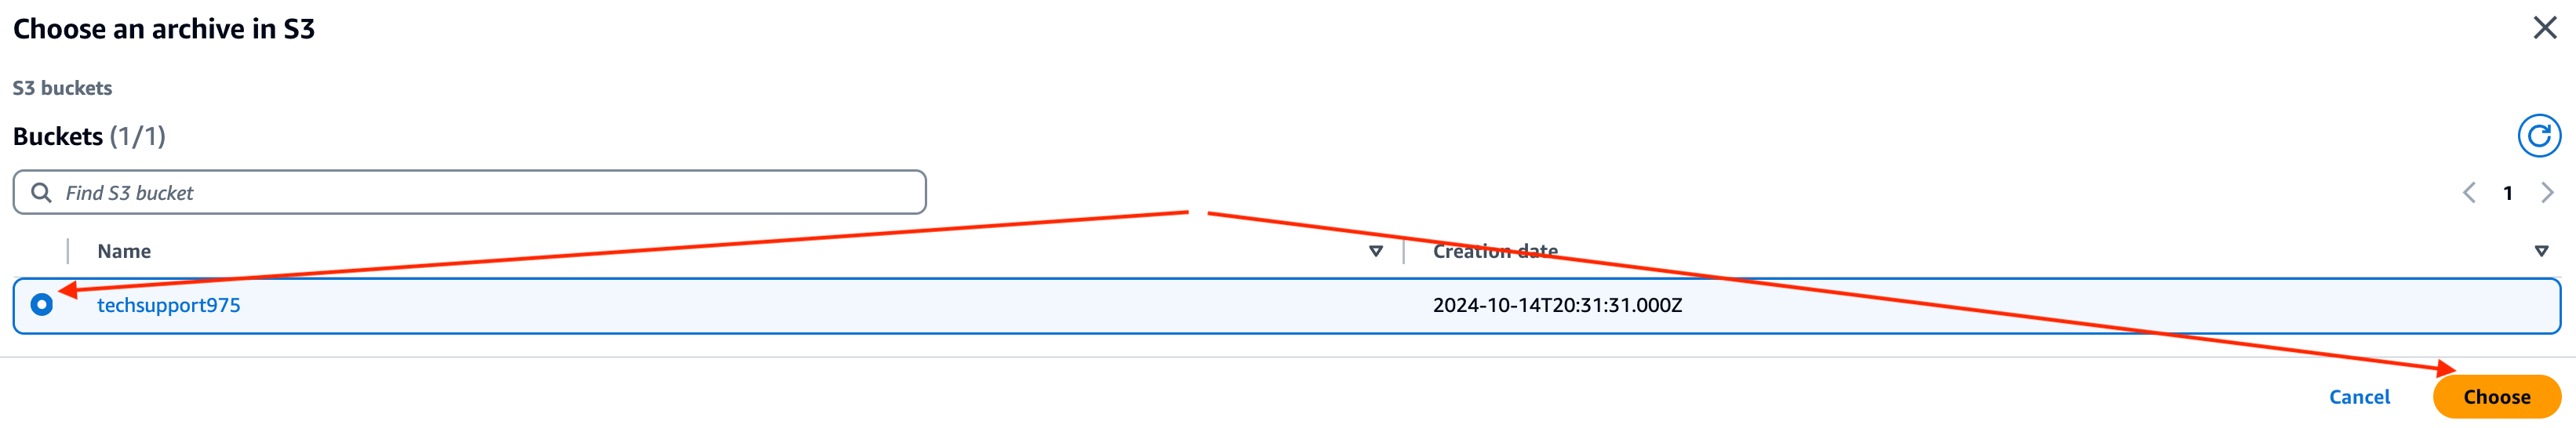 Choose an archive in S3
S3 buckets
Buckets (1/1)
Find S3 bucket
1
Name Creation date
techsupport975 2024-10-14T20:31:31.000Z
Cancel Choose